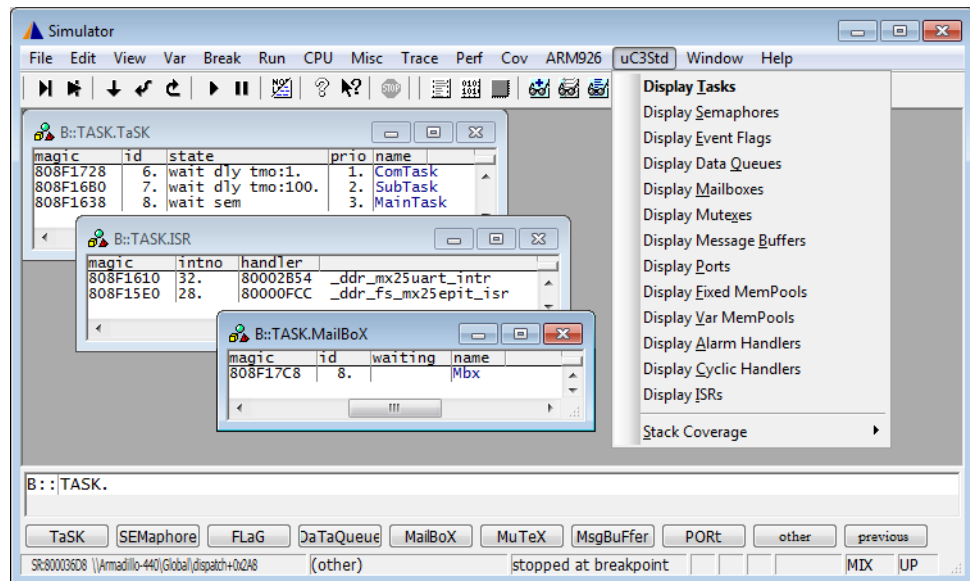 Simulator
File Edit View Var Break Run CPU Misc Trace Perf Cov ARM926 uC3Std Window Help
STOP
Display Tasks
Display Semaphores
Display Event Flags
Display Data Queues
Display Mailboxes
Display Mutexes
Display Message Buffers
Display Ports
Display Fixed MemPools
Display Var MemPools
Display Alarm Handlers
Display Cyclic Handlers
Display ISRs
Stack Coverage
B::TASK.TaSK
magic id state prio name
808F1728 6. wait dly tmo:1. 1. ComTask
808F16B0 7. wait dly tmo:100. 2. SubTask
808F1638 8. wait sem 3. MainTask
B::TASK.ISR
magic intno handler
808F1610 32. 80002B54 _ddr_mx25uart_intr
808F15E0 28. 80000FCC _ddr_fs_mx25epit_isr
B::TASK.MailBoX
magic id waiting name
808F17C8 8. Mbx
B::TASK.
TaSK SEMaphore FLaG DaTaQueue MailBoX MuTeX MsgBuFfer PORt other previous
SR:800036D8 \\Armadillo-440\Global\dispatch+0x2A8 (other) stopped at breakpoint MIX UP